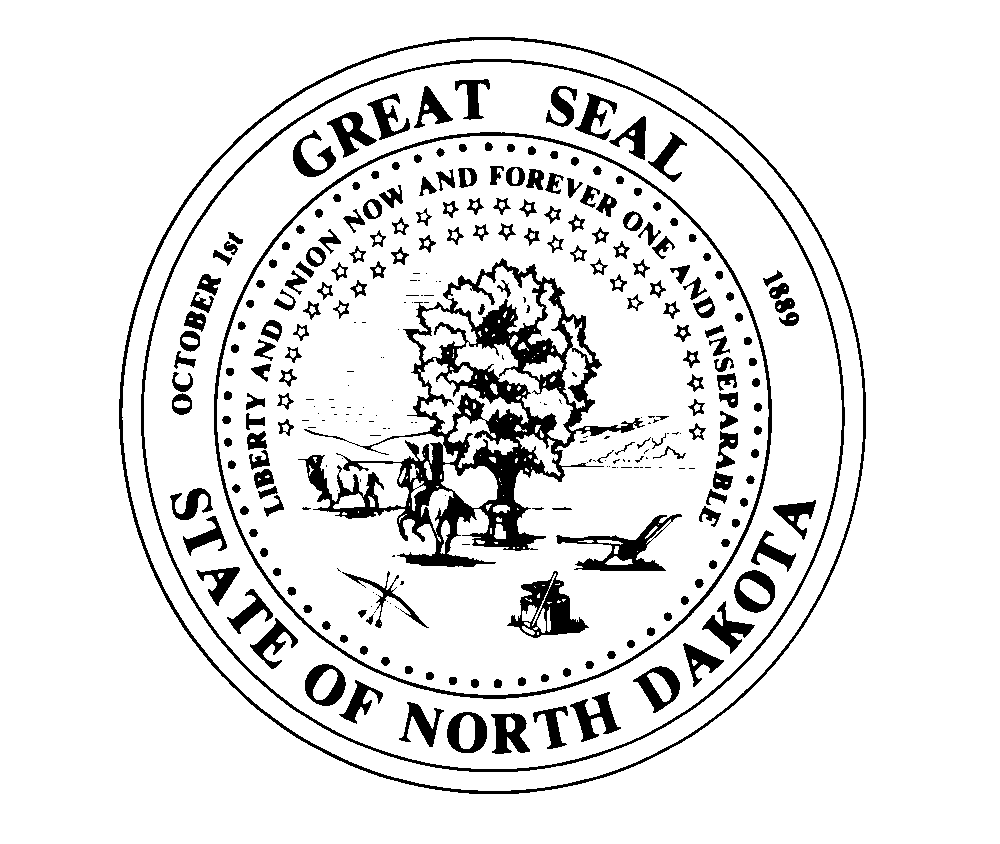 GREAT SEAL
OCTOBER 1st
1889
LIBERTY AND UNION NOW AND FOREVER ONE AND INSEPARABLE
STATE OF NORTH DAKOTA